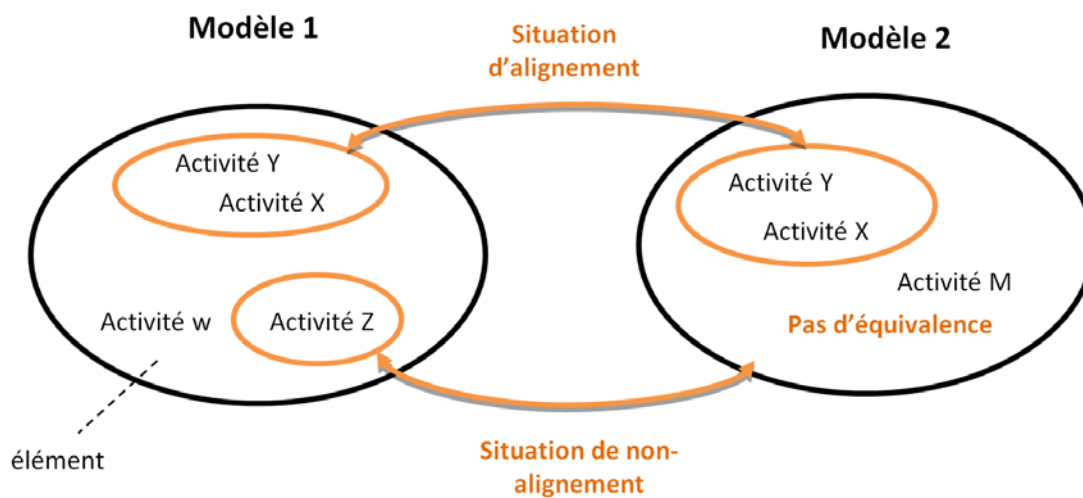 Modèle 1
Situation
d’alignement
Modèle 2
Activité Y
Activité X
Activité Y
Activité X
Activité M
Activité w
Activité Z
Pas d’équivalence
élément
Situation de non-
alignement